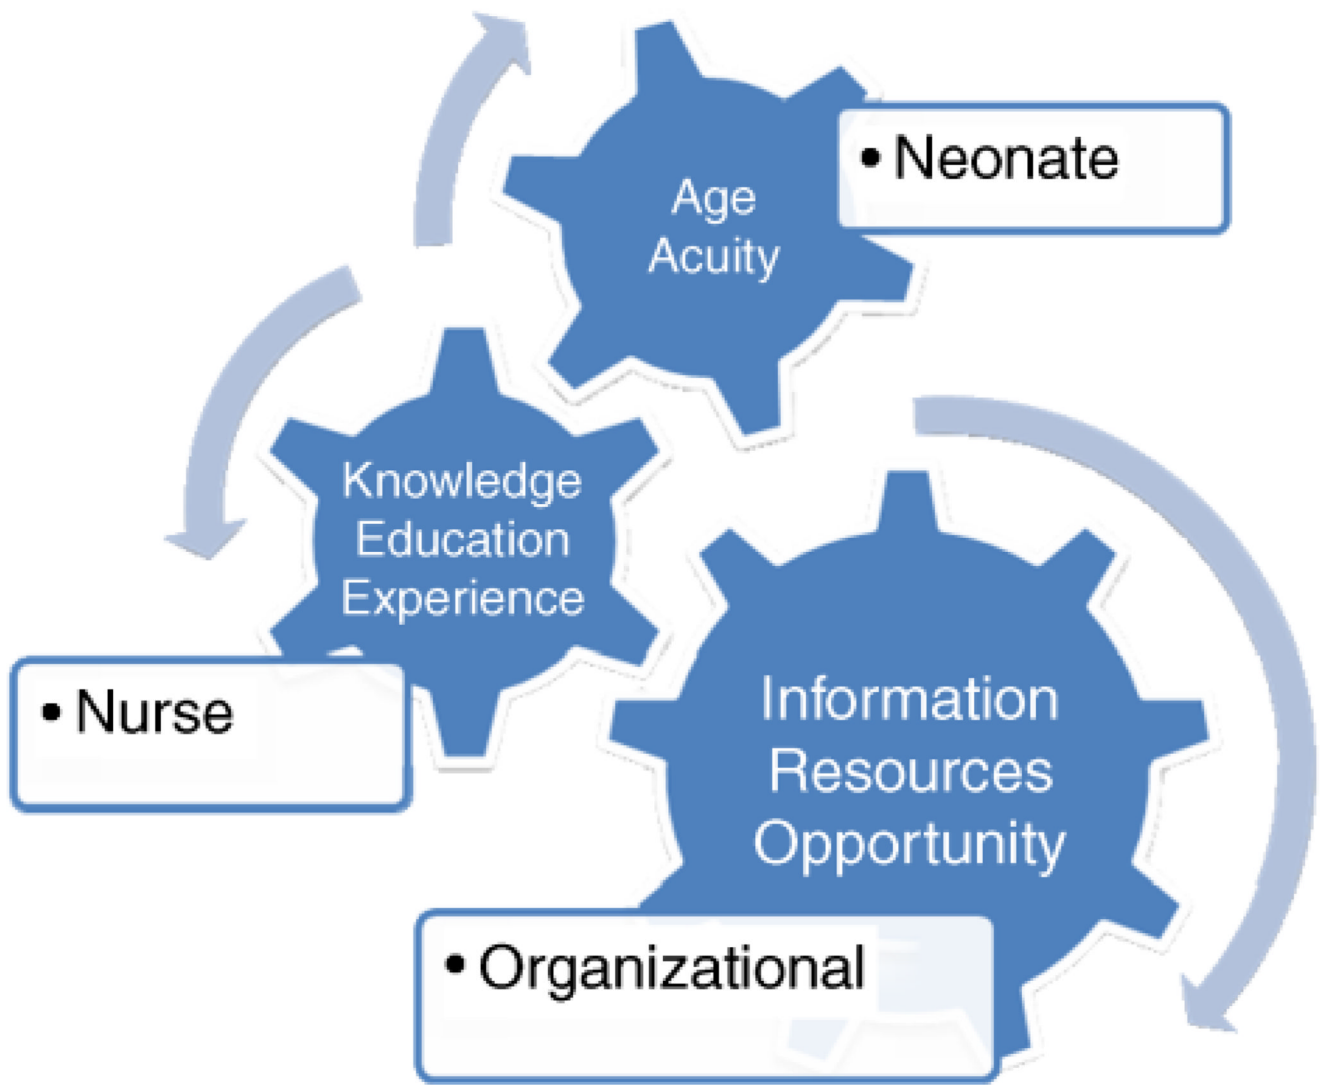 Age
Acuity
• Neonate
Knowledge
Education
Experience
• Nurse
Information
Resources
Opportunity
• Organizational